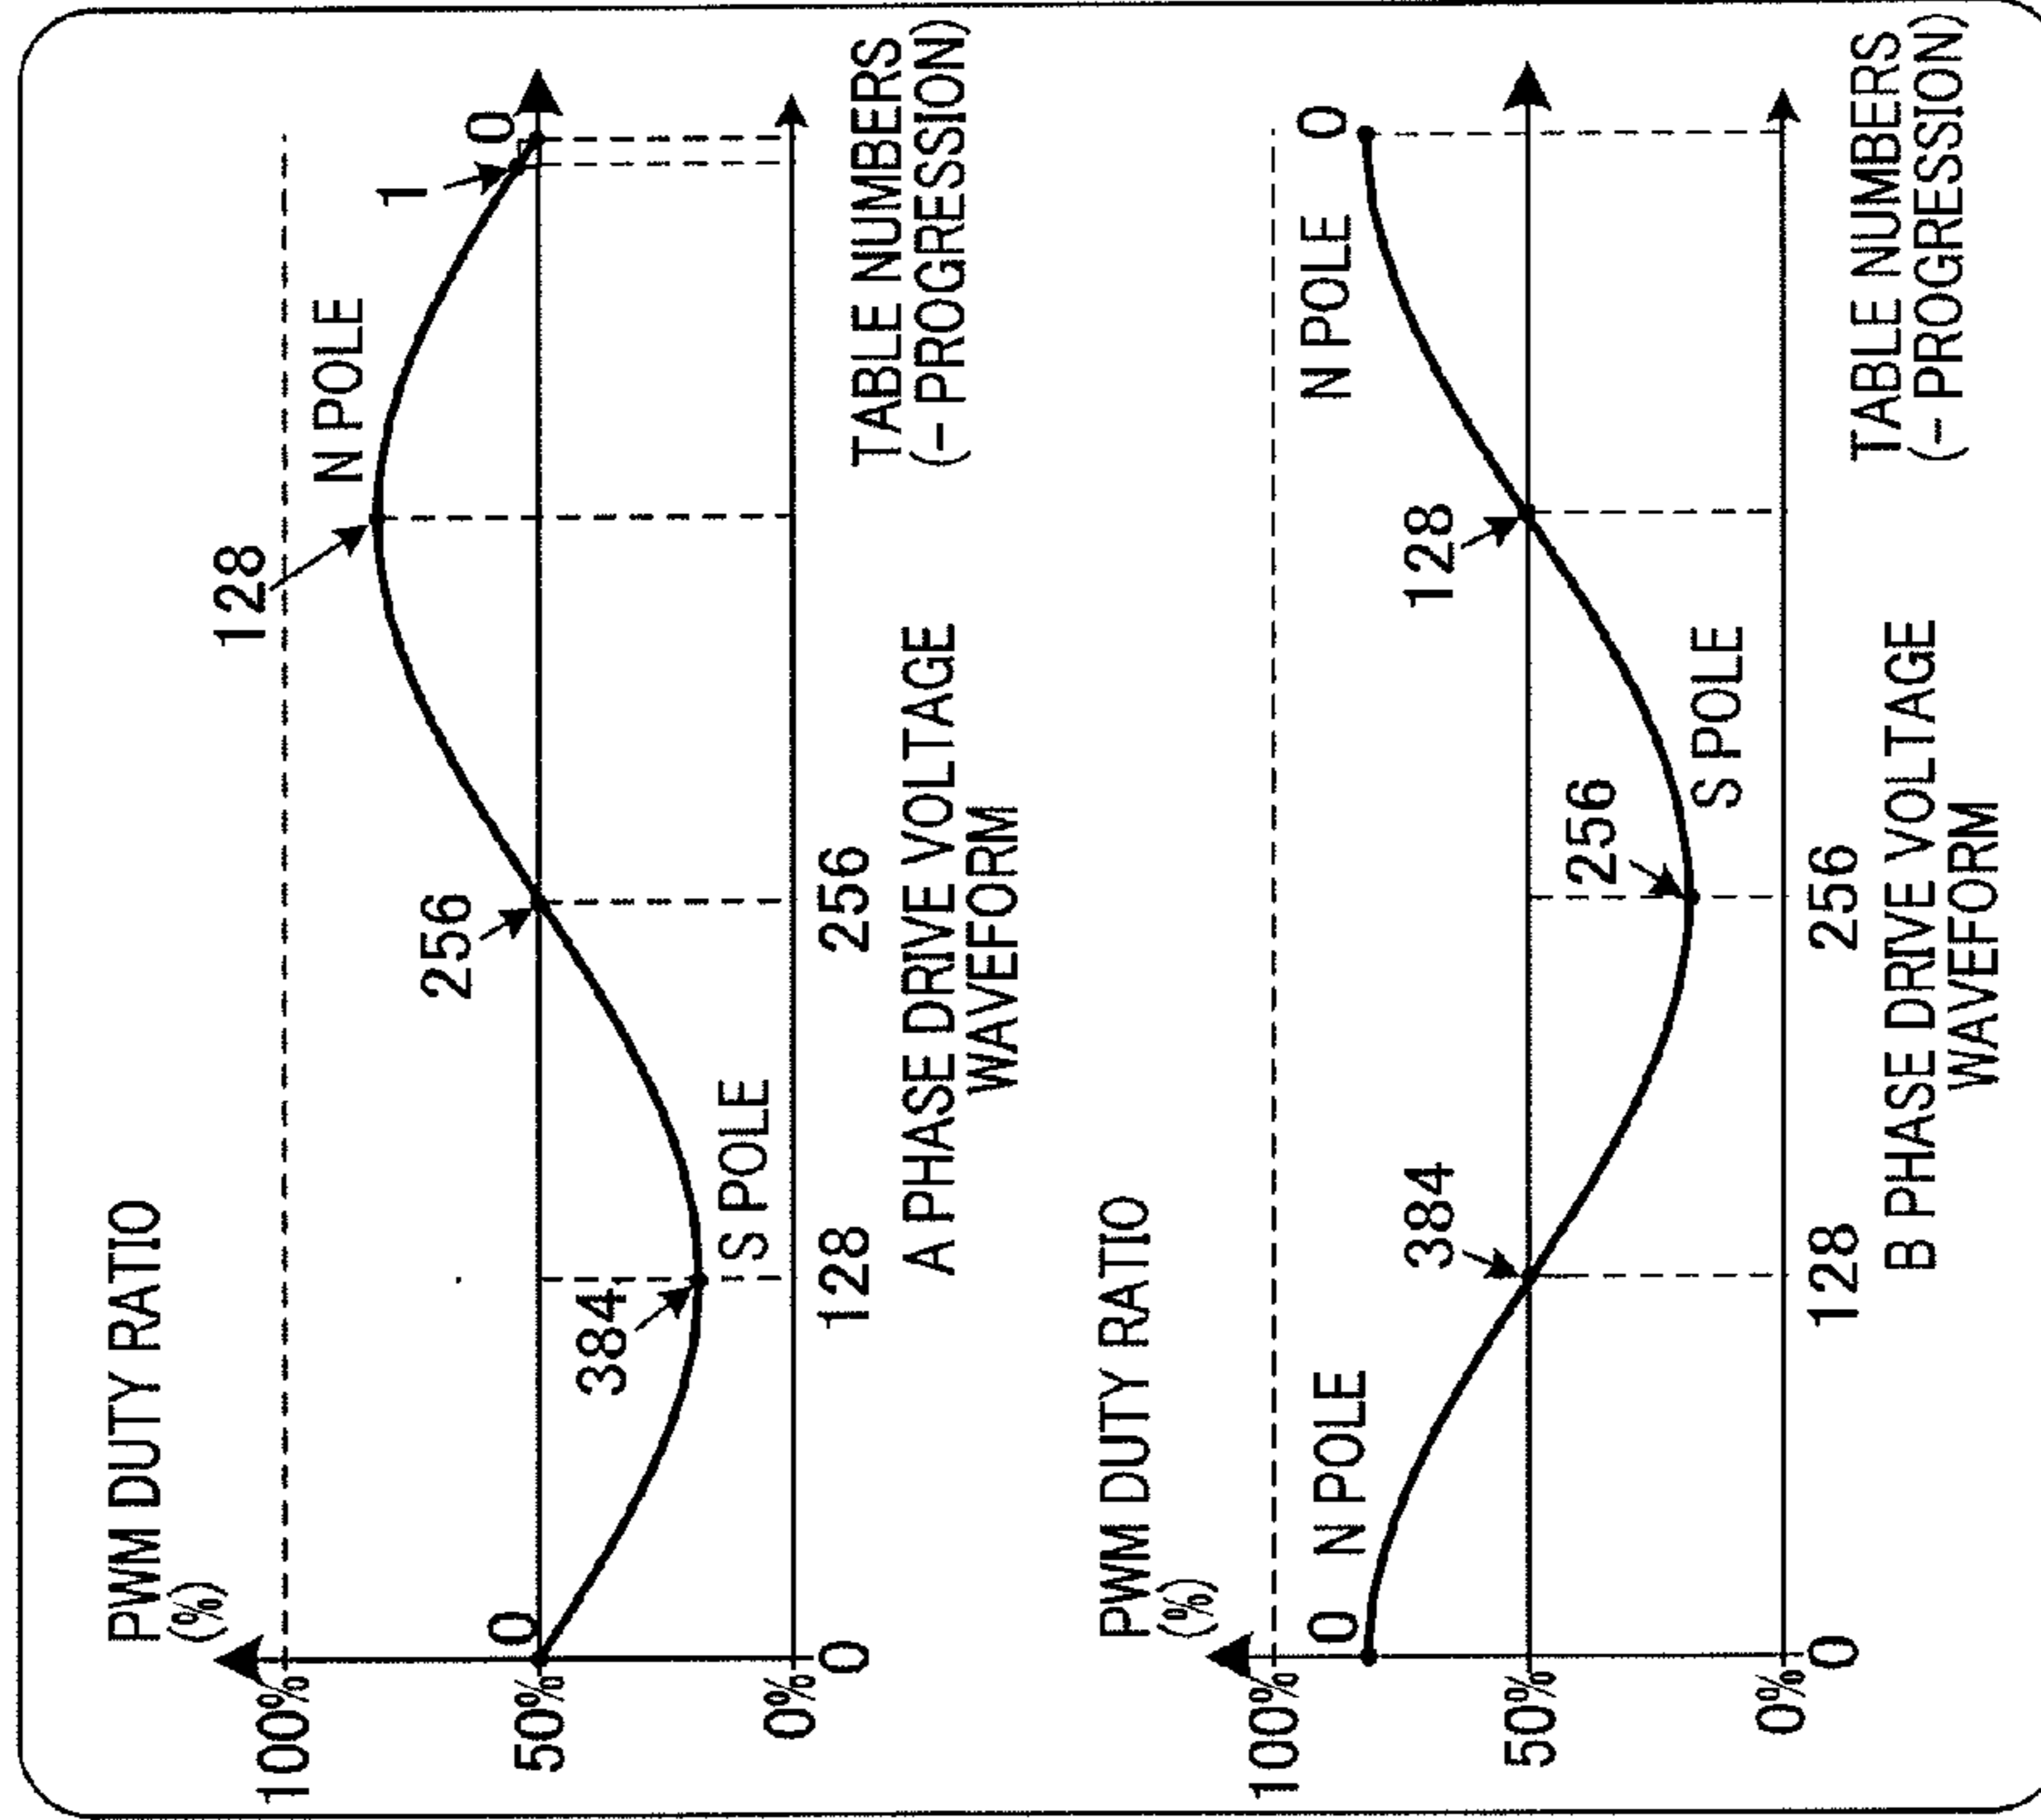 PWM DUTY RATIO
(%)
100%
128
N POLE
1
0
256
0
50%
384
S POLE
0%
0
128
256
TABLE NUMBERS
(– PROGRESSION)
A PHASE DRIVE VOLTAGE
WAVEFORM
PWM DUTY RATIO
(%)
100%
0
N POLE
N POLE
0
384
128
50%
256
S POLE
0%
0
128
256
TABLE NUMBERS
(– PROGRESSION)
B PHASE DRIVE VOLTAGE
WAVEFORM